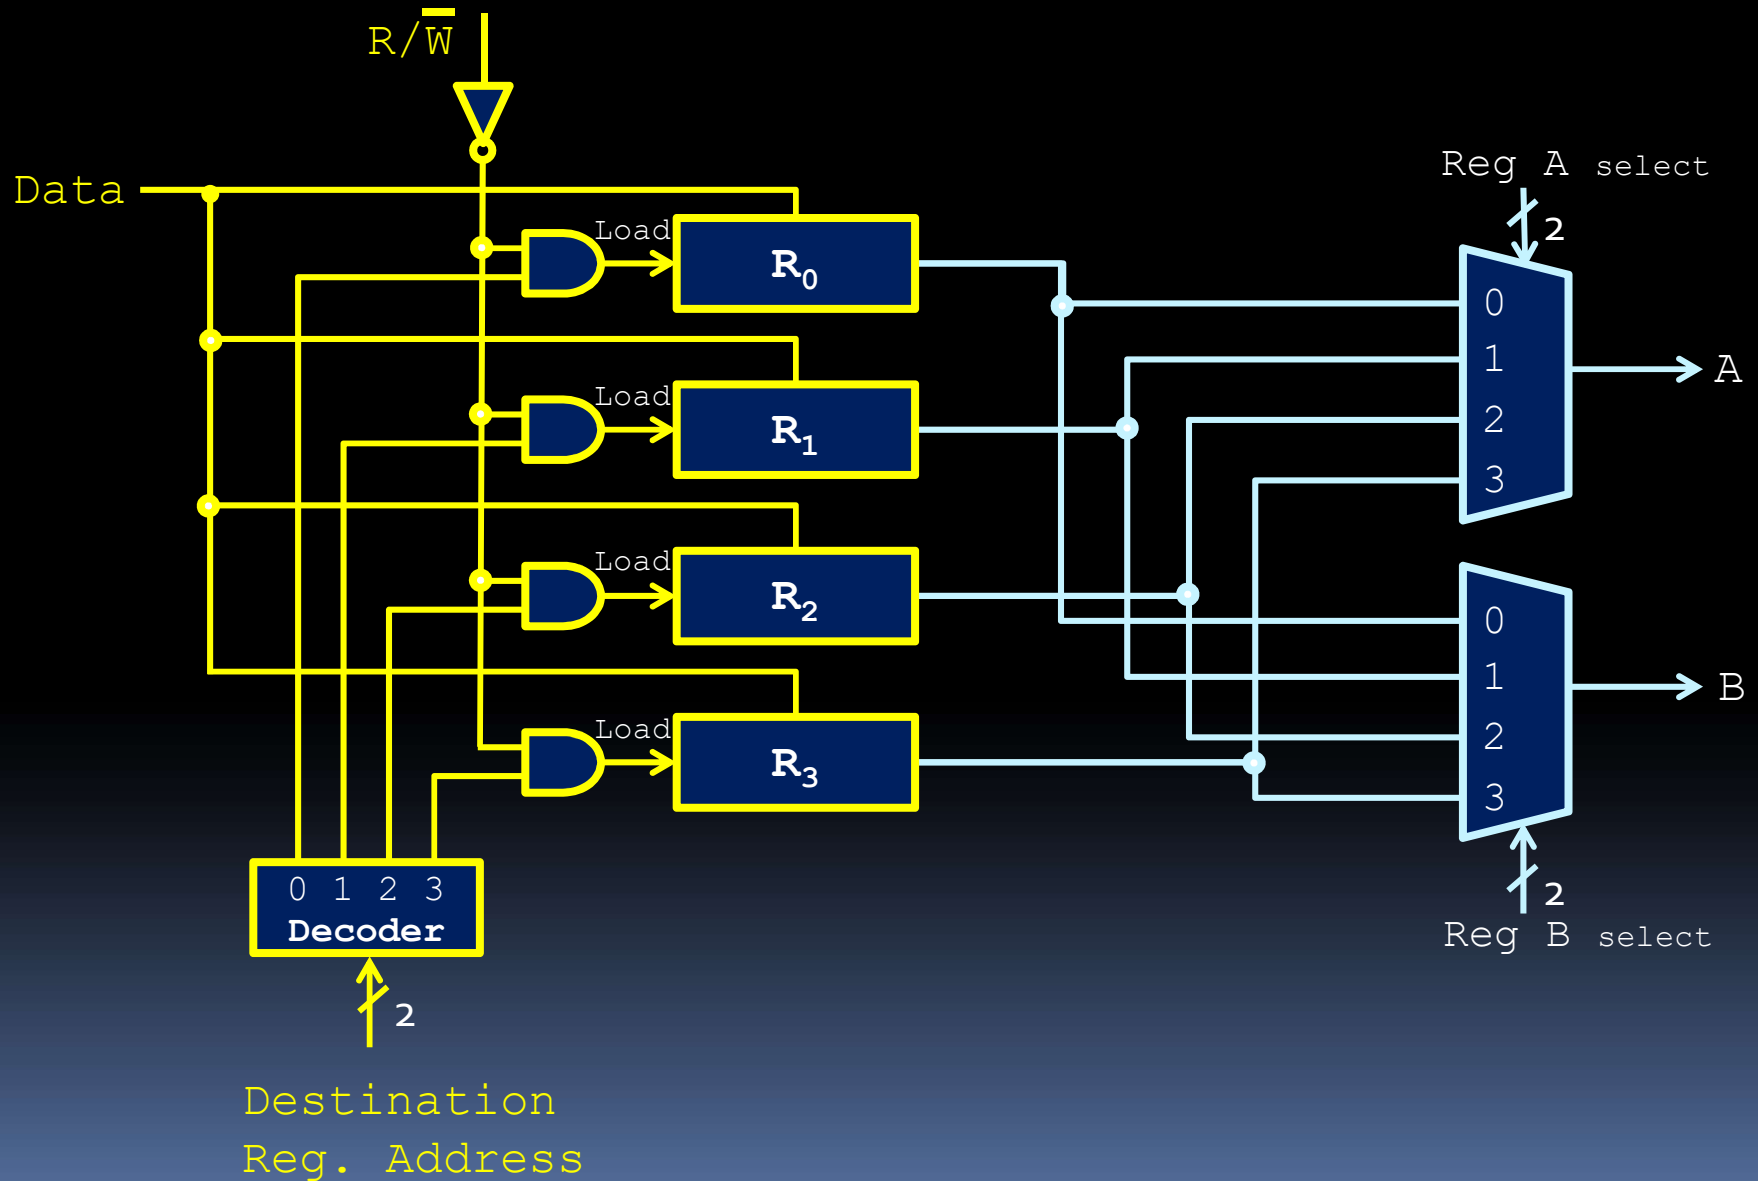 R/W̅
Data
Reg A select
2
Load
R₀
0
1
A
2
3
Load
R₁
Load
R₂
0
1
B
2
3
Load
R₃
2
Reg B select
0 1 2 3
Decoder
2
Destination
Reg. Address